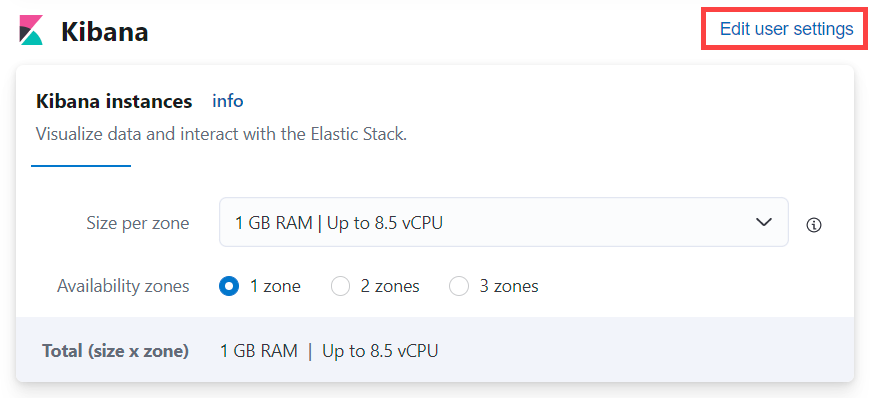 Kibana
Edit user settings
Kibana instances info
Visualize data and interact with the Elastic Stack.
Size per zone 1 GB RAM | Up to 8.5 vCPU
Availability zones 1 zone 2 zones 3 zones
Total (size x zone) 1 GB RAM | Up to 8.5 vCPU